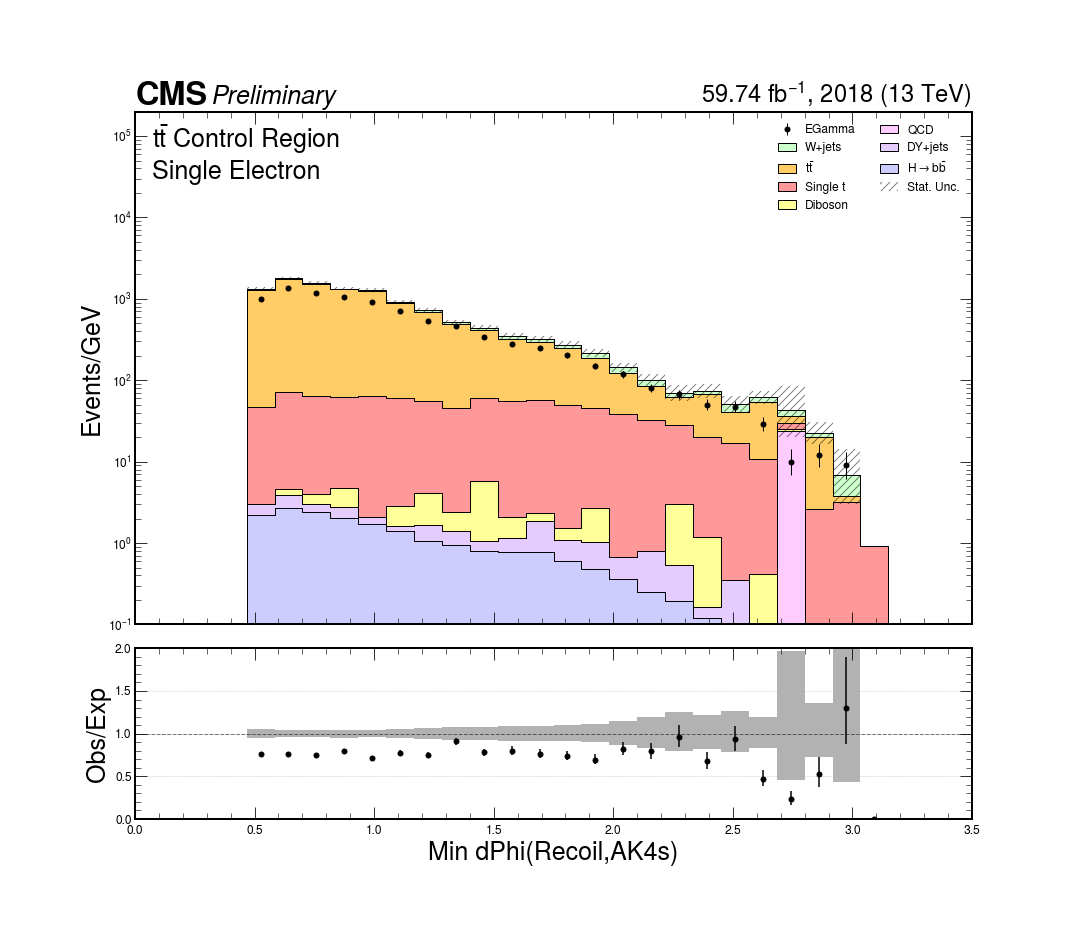 CMS Preliminary
59.74 fb⁻¹, 2018 (13 TeV)
tt̄ Control Region
Single Electron
EGamma
W+jets
tt̄
Single t
Diboson
QCD
DY+jets
H→bb̄
Stat. Unc.
Events/GeV
10⁵
10⁴
10³
10²
10¹
10⁰
10⁻¹
Obs/Exp
2.0
1.5
1.0
0.5
0.0
0.0 0.5 1.0 1.5 2.0 2.5 3.0 3.5
Min dPhi(Recoil,AK4s)